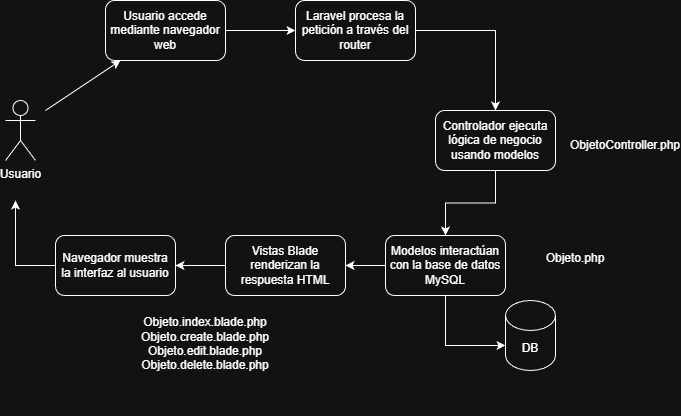 Usuario accede
mediante navegador
web
Laravel procesa la
petición a través del
router
Controlador ejecuta
lógica de negocio
usando modelos
ObjetoController.php
Usuario
Navegador muestra
la interfaz al usuario
Vistas Blade
renderizan la
respuesta HTML
Modelos interactúan
con la base de datos
MySQL
Objeto.php
Objeto.index.blade.php
Objeto.create.blade.php
Objeto.edit.blade.php
Objeto.delete.blade.php
DB